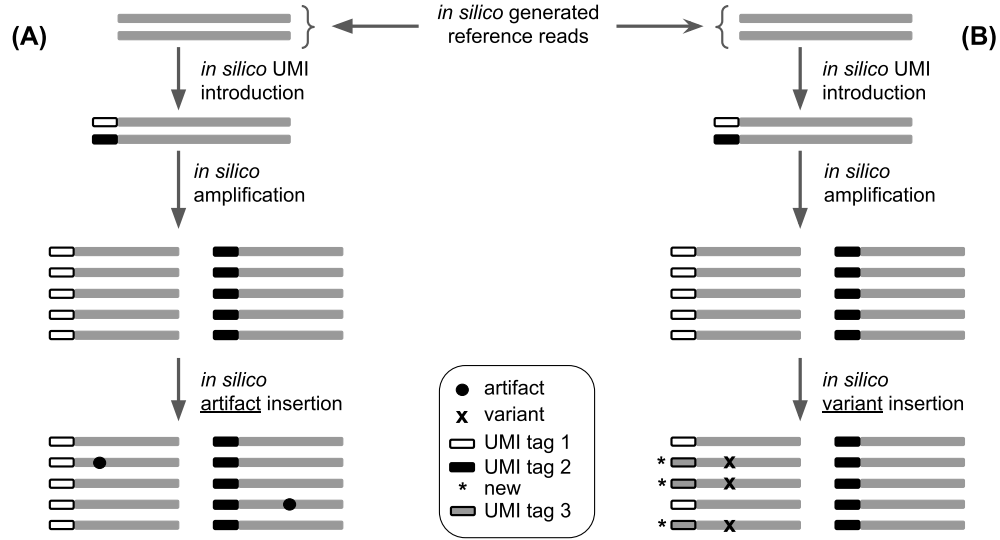 (A)
in silico generated
reference reads
(B)
in silico UMI
introduction
in silico UMI
introduction
in silico
amplification
in silico
amplification
in silico
artifact insertion
in silico
variant insertion
artifact
x variant
UMI tag 1
UMI tag 2
* new
UMI tag 3
* x
* x
* x